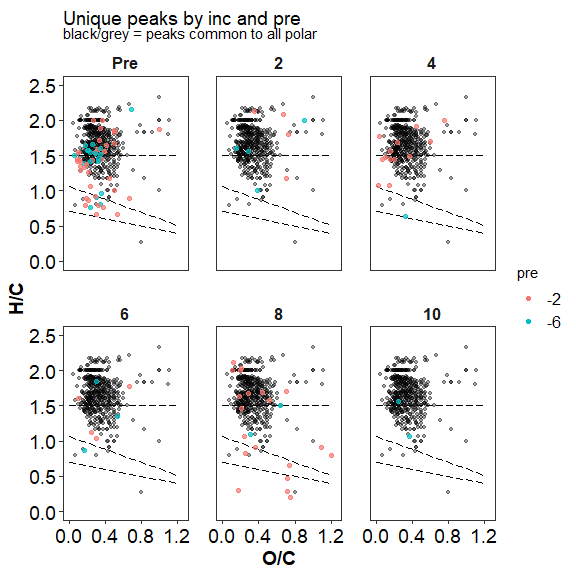 Unique peaks by inc and pre
black/grey = peaks common to all polar
Pre 2 4
2.5
2.0
1.5
1.0
0.5
0.0
H/C
pre
-2
-6
6 8 10
2.5
2.0
1.5
1.0
0.5
0.0
0.0 0.4 0.8 1.2 0.0 0.4 0.8 1.2 0.0 0.4 0.8 1.2
O/C